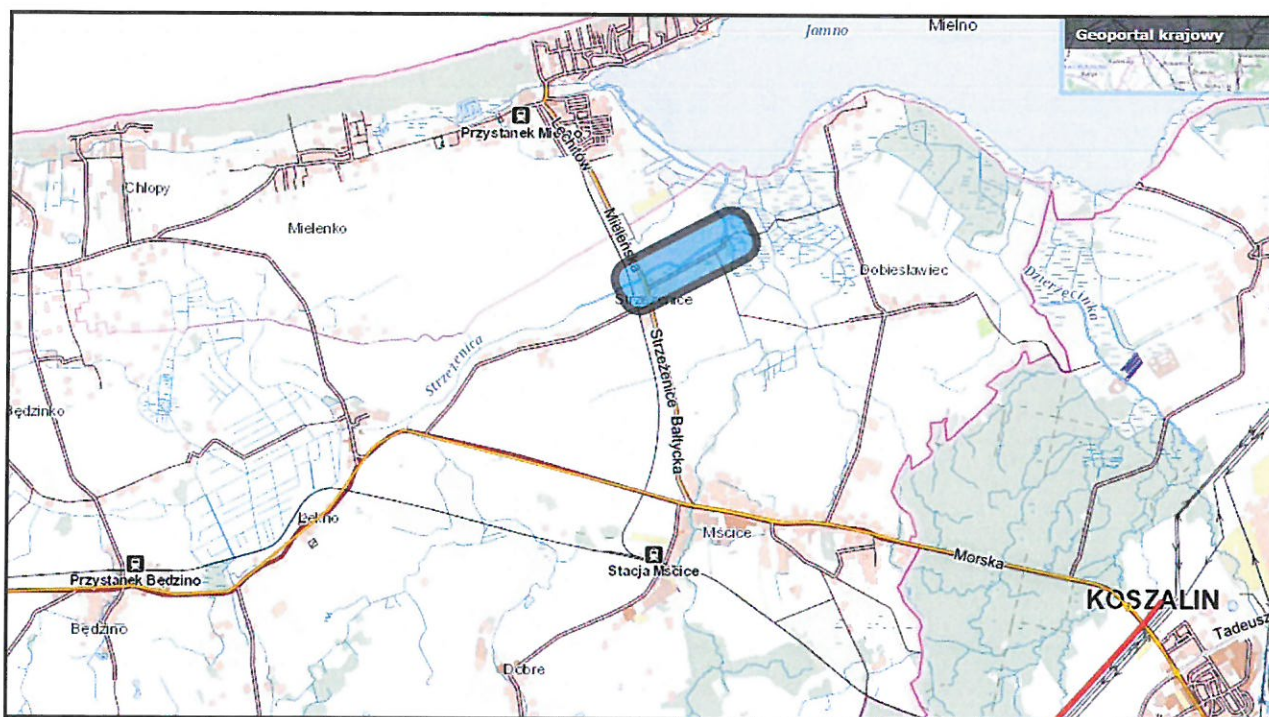 Jamno
Mielno
Geoportal krajowy
Przystanek Mielno
Lechitów
Chłopy
Mieleńska
Mielenko
Dobiesławiec
Dzierżęcinka
Strzeżenice
Strzeżenica
Strzeżenice
Będzinko
Bałtycka
Łekno
Mścice
Morska
Stacja Mścice
Przystanek Będzino
KOSZALIN
Będzino
Tadeusz
Dobre